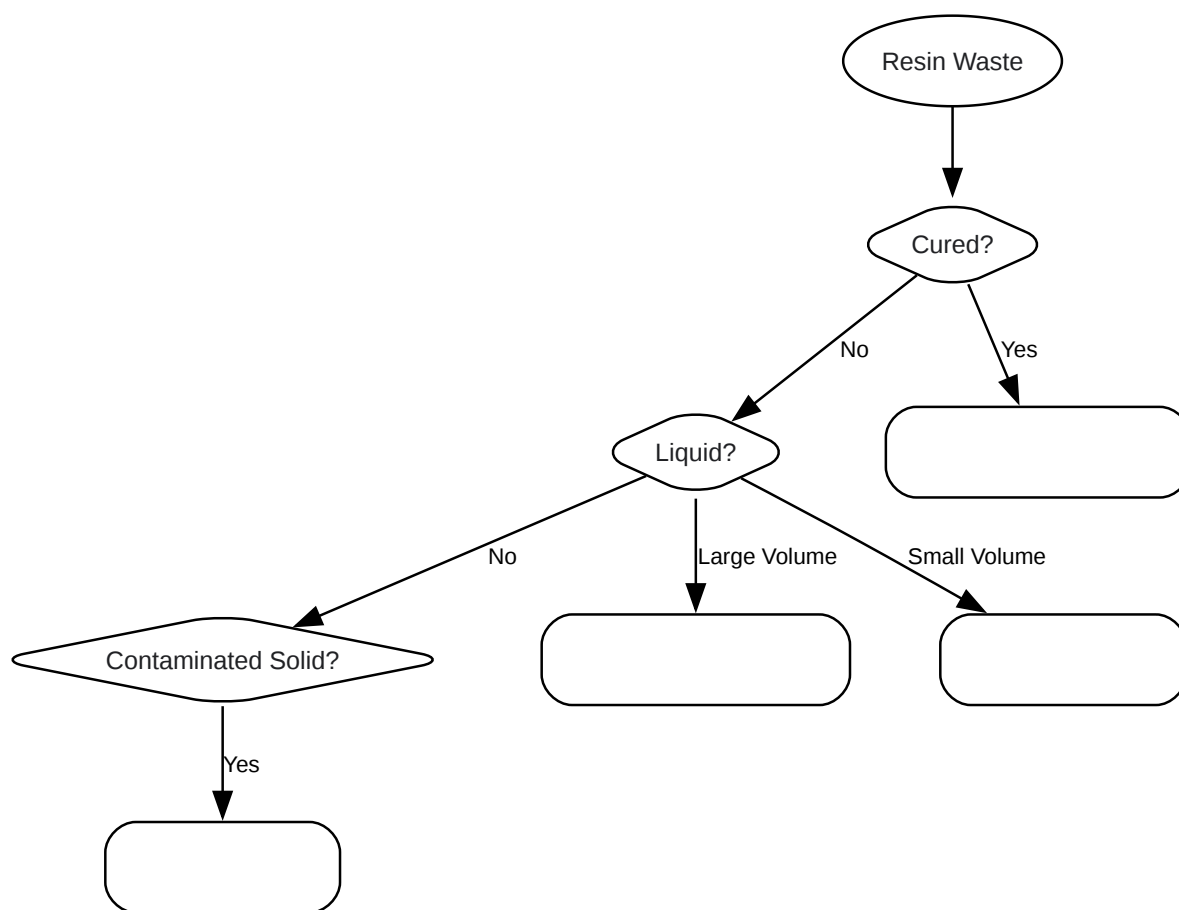 Resin Waste
Cured?
No
Yes
Liquid?
No
Large Volume
Small Volume
Contaminated Solid?
Yes